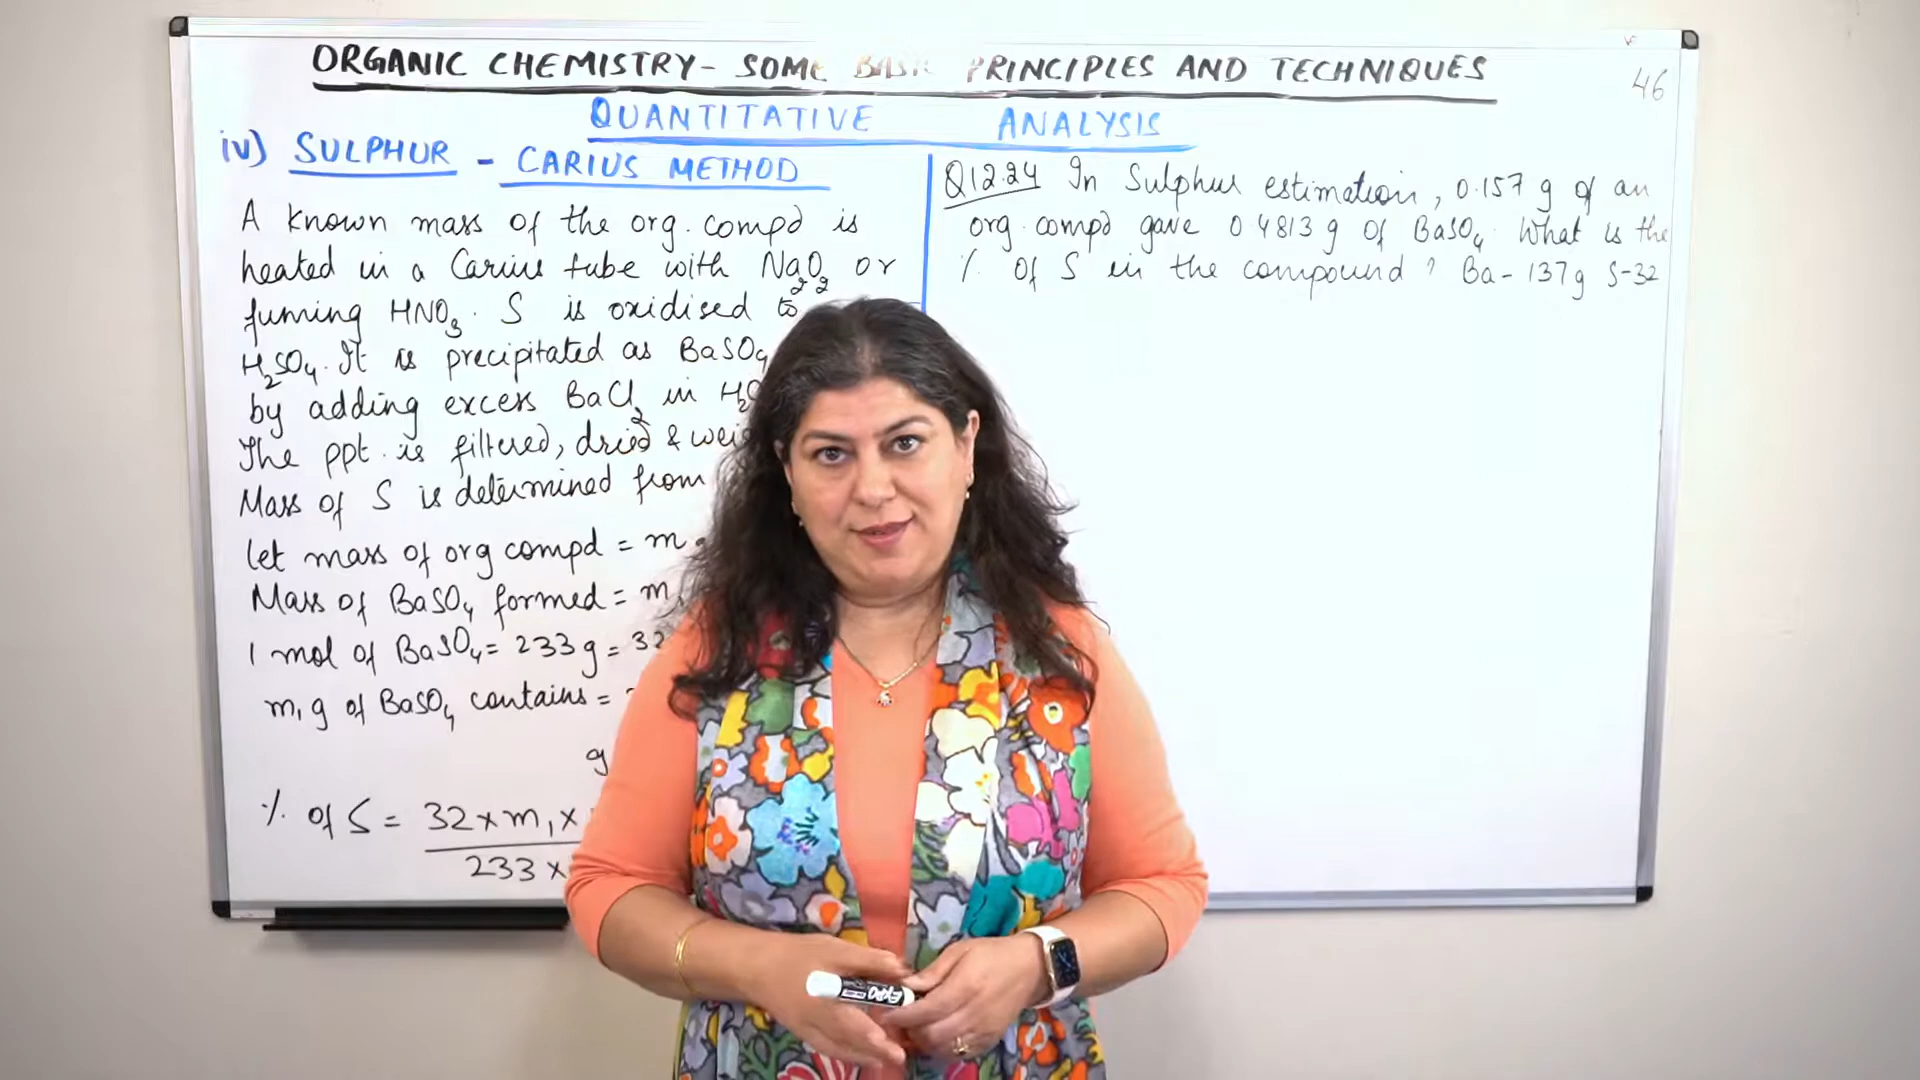 ORGANIC CHEMISTRY- SOME BASIC PRINCIPLES AND TECHNIQUES
46
QUANTITATIVE ANALYSIS
iv) SULPHUR - CARIUS METHOD
A known mass of the org. compd is
heated in a Carius tube with Na2O2 or
fuming HNO3. S is oxidised to
H2SO4. It is precipitated as BaSO4
by adding excess BaCl2 in
The ppt. is filtered, dried &
Mass of S is determined from
let mass of org compd = m
Mass of BaSO4 formed = m
1 mol of BaSO4 = 233 g = 32
m1 g of BaSO4 contains =
g
% of S = 32 x m1 x
233 x
Q12.24 In Sulphur estimation, 0.157 g of an
org. compd gave 0.4813 g of BaSO4. What is the
% of S in the compound? Ba - 137g S-32
EXPO